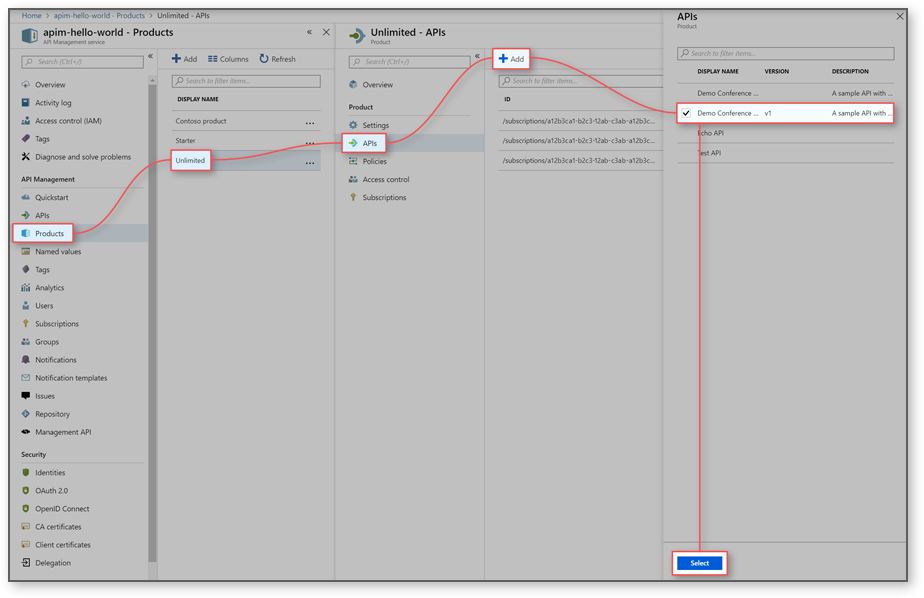 Home > apim-hello-world - Products > Unlimited - APIs
apim-hello-world - Products
API Management service
Search (Ctrl+/)
Overview
Activity log
Access control (IAM)
Tags
Diagnose and solve problems
API Management
Quickstart
APIs
Products
Named values
Tags
Analytics
Users
Subscriptions
Groups
Notifications
Notification templates
Issues
Repository
Management API
Security
Identities
OAuth 2.0
OpenID Connect
CA certificates
Client certificates
Delegation
Add Columns Refresh
Search to filter items...
DISPLAY NAME
Contoso product ...
Starter ...
Unlimited ...
Unlimited - APIs
Product
Search (Ctrl+/)
Overview
Product
Settings
APIs
Policies
Access control
Subscriptions
Add
Search to filter items...
ID
/subscriptions/a12b3ca1-b2c3-12ab-c3ab-a12b3c...
/subscriptions/a12b3ca1-b2c3-12ab-c3ab-a12b3c...
/subscriptions/a12b3ca1-b2c3-12ab-c3ab-a12b3c...
APIs
Product
Search to filter items...
DISPLAY NAME VERSION DESCRIPTION
Demo Conference ... A sample API with ...
Demo Conference ... v1 A sample API with ...
Echo API
Test API
Select